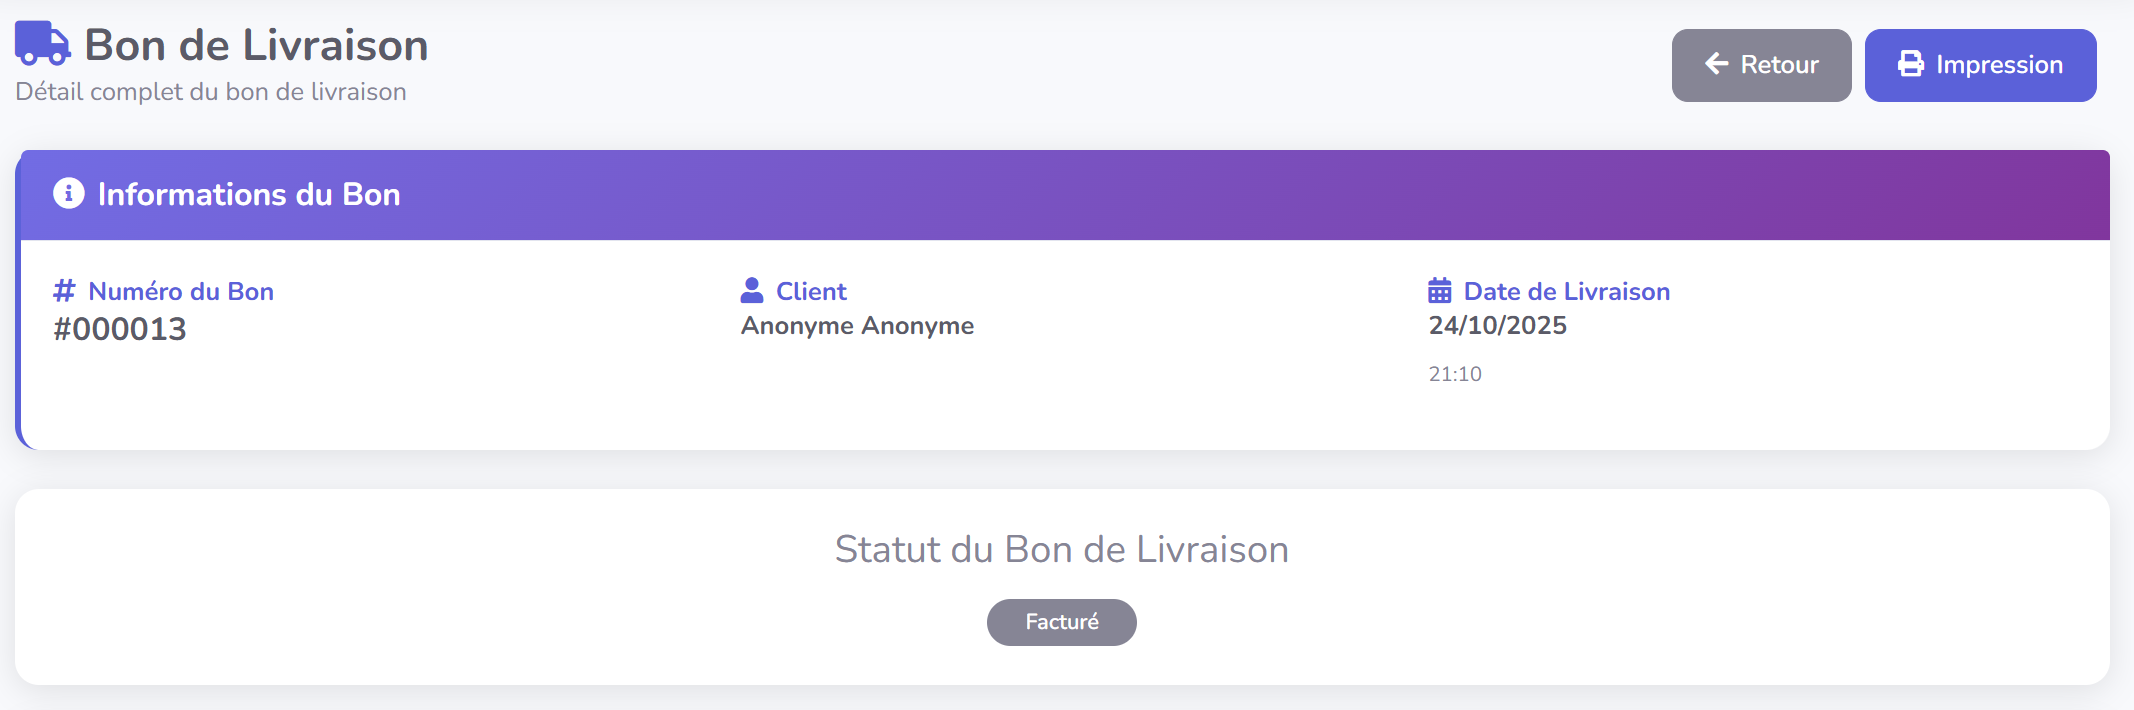 Bon de Livraison
Détail complet du bon de livraison
Retour
Impression
Informations du Bon
Numéro du Bon
#000013
Client
Anonyme Anonyme
Date de Livraison
24/10/2025
21:10
Statut du Bon de Livraison
Facturé